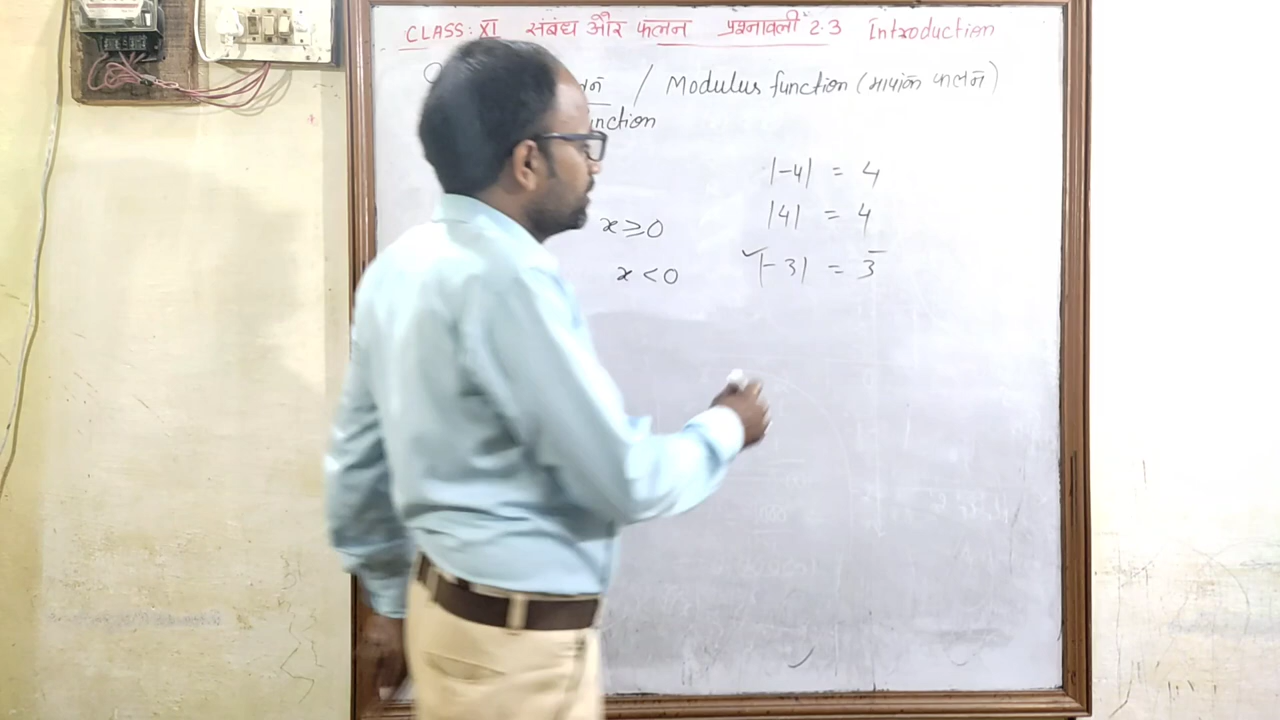 CLASS: XI संबंध और फलन प्रश्नावली 2.3 Introduction
/ Modulus function (मापांक फलन)
nction
|-4| = 4
|4| = 4
x ≥ 0
|-3| = 3
x < 0